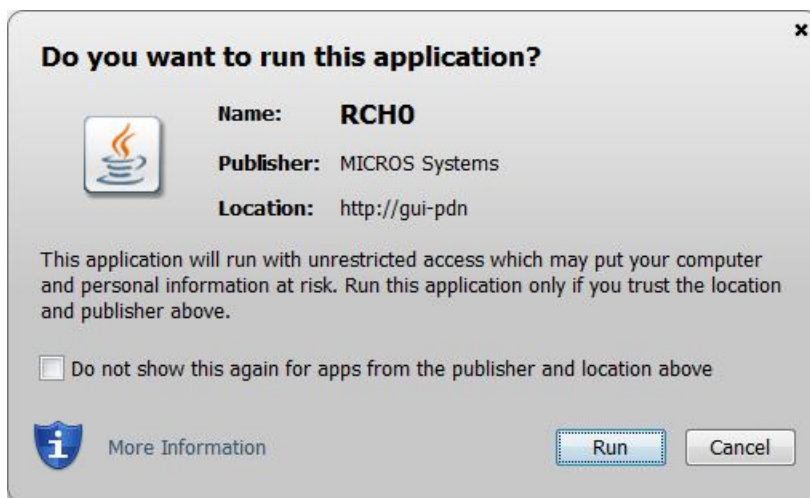 Do you want to run this application?
Name: RCH0
Publisher: MICROS Systems
Location: http://gui-pdn
This application will run with unrestricted access which may put your computer
and personal information at risk. Run this application only if you trust the location
and publisher above.
Do not show this again for apps from the publisher and location above
More Information
Run
Cancel